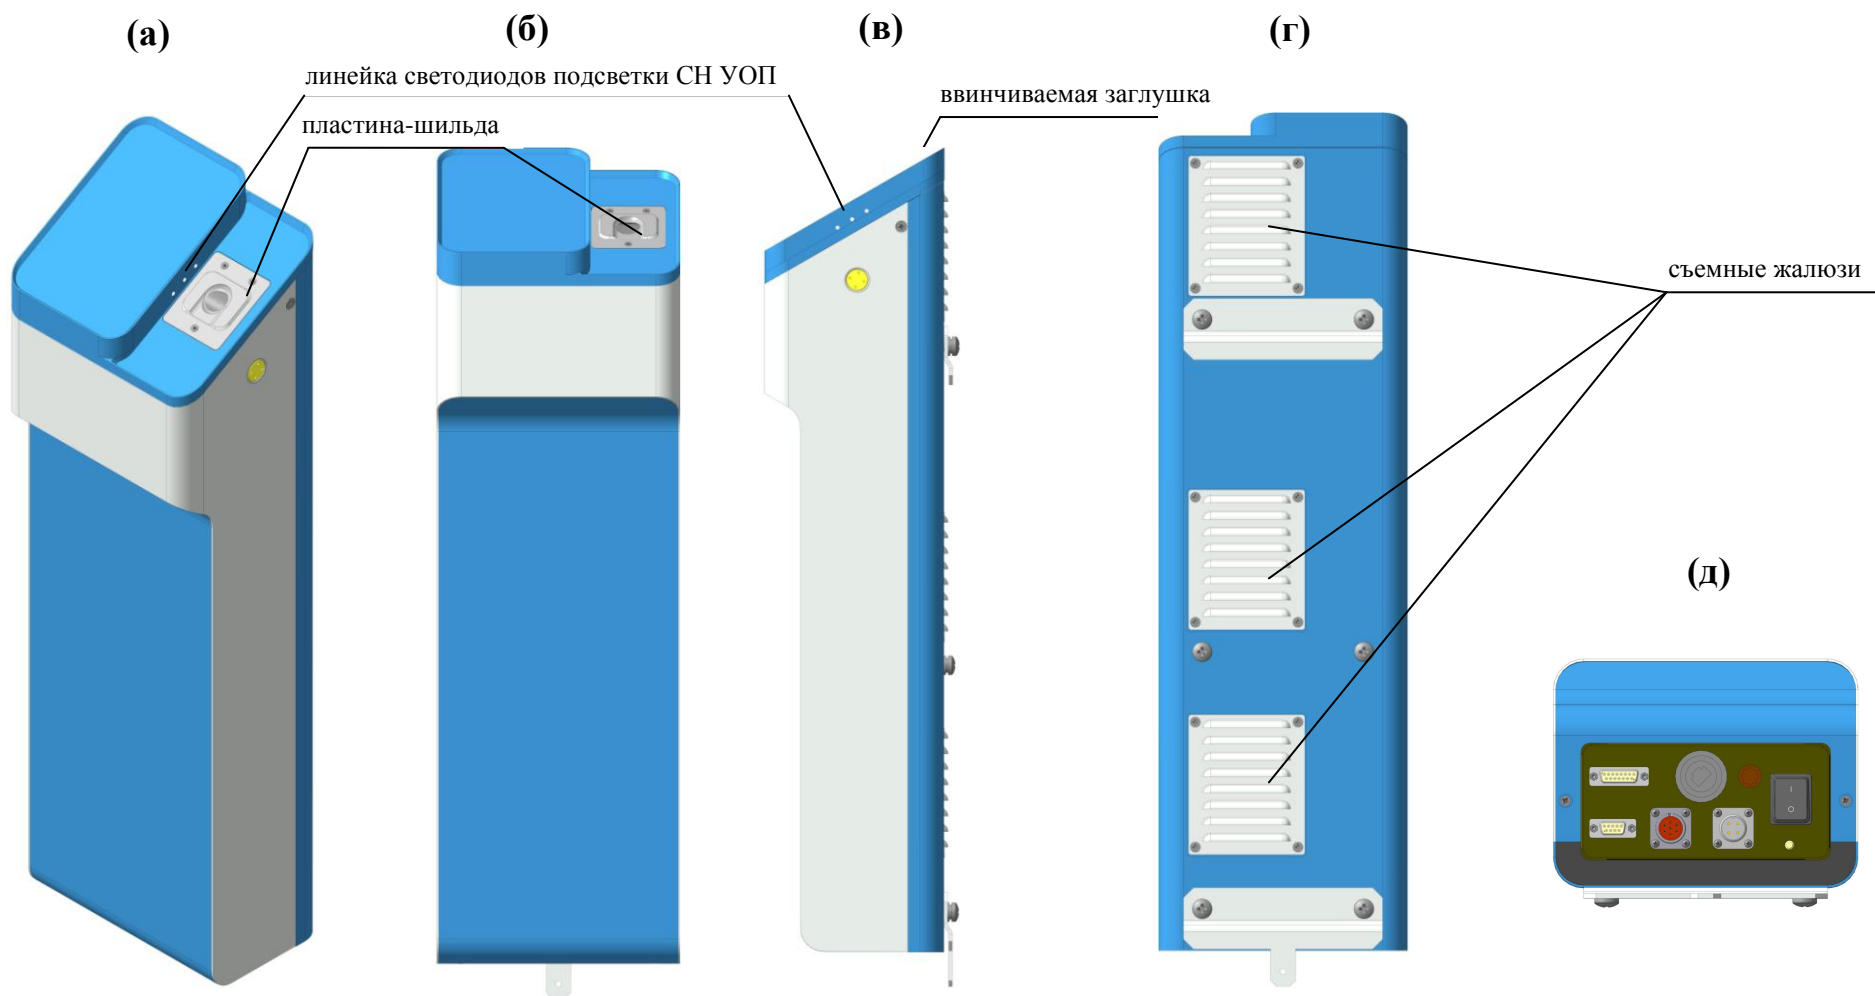 (а)
(б)
(в)
(г)
линейка светодиодов подсветки СН УОП
ввинчиваемая заглушка
пластина-шильда
съемные жалюзи
(д)